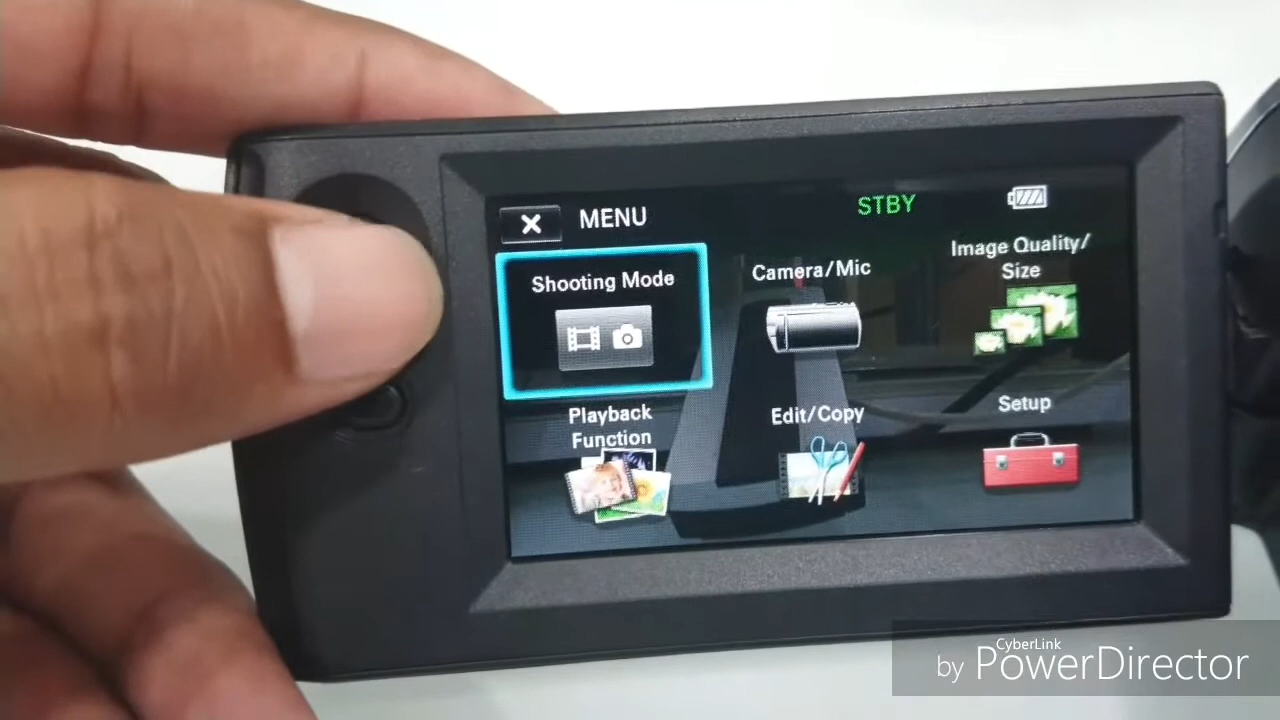 MENU
STBY
Shooting Mode
Camera/Mic
Image Quality/
Size
Playback
Function
Edit/Copy
Setup
CyberLink
by PowerDirector